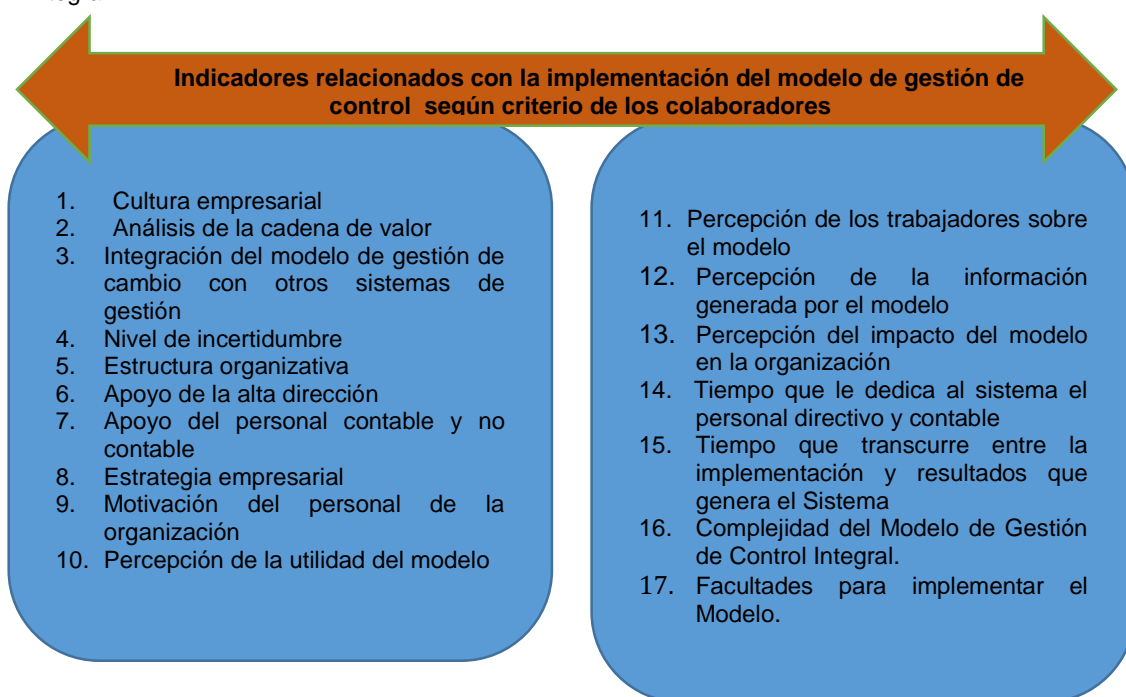 Indicadores relacionados con la implementación del modelo de gestión de
control según criterio de los colaboradores
1. Cultura empresarial
2. Análisis de la cadena de valor
3. Integración del modelo de gestión de
cambio con otros sistemas de
gestión
4. Nivel de incertidumbre
5. Estructura organizativa
6. Apoyo de la alta dirección
7. Apoyo del personal contable y no
contable
8. Estrategia empresarial
9. Motivación del personal de la
organización
10. Percepción de la utilidad del modelo
11. Percepción de los trabajadores sobre
el modelo
12. Percepción de la información
generada por el modelo
13. Percepción del impacto del modelo
en la organización
14. Tiempo que le dedica al sistema el
personal directivo y contable
15. Tiempo que transcurre entre la
implementación y resultados que
genera el Sistema
16. Complejidad del Modelo de Gestión
de Control Integral.
17. Facultades para implementar el
Modelo.